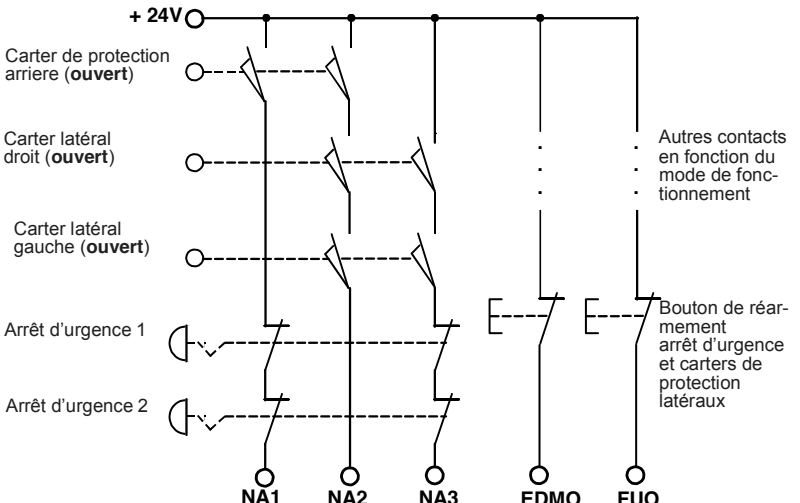 + 24V
Carter de protection
arriere (ouvert)
Carter latéral
droit (ouvert)
Autres contacts
en fonction du
mode de fonc-
tionnement
Carter latéral
gauche (ouvert)
Arrêt d'urgence 1
Bouton de réar-
mement
arrêt d'urgence
et carters de
protection
latéraux
Arrêt d'urgence 2
NA1 NA2 NA3 EDMO EUO